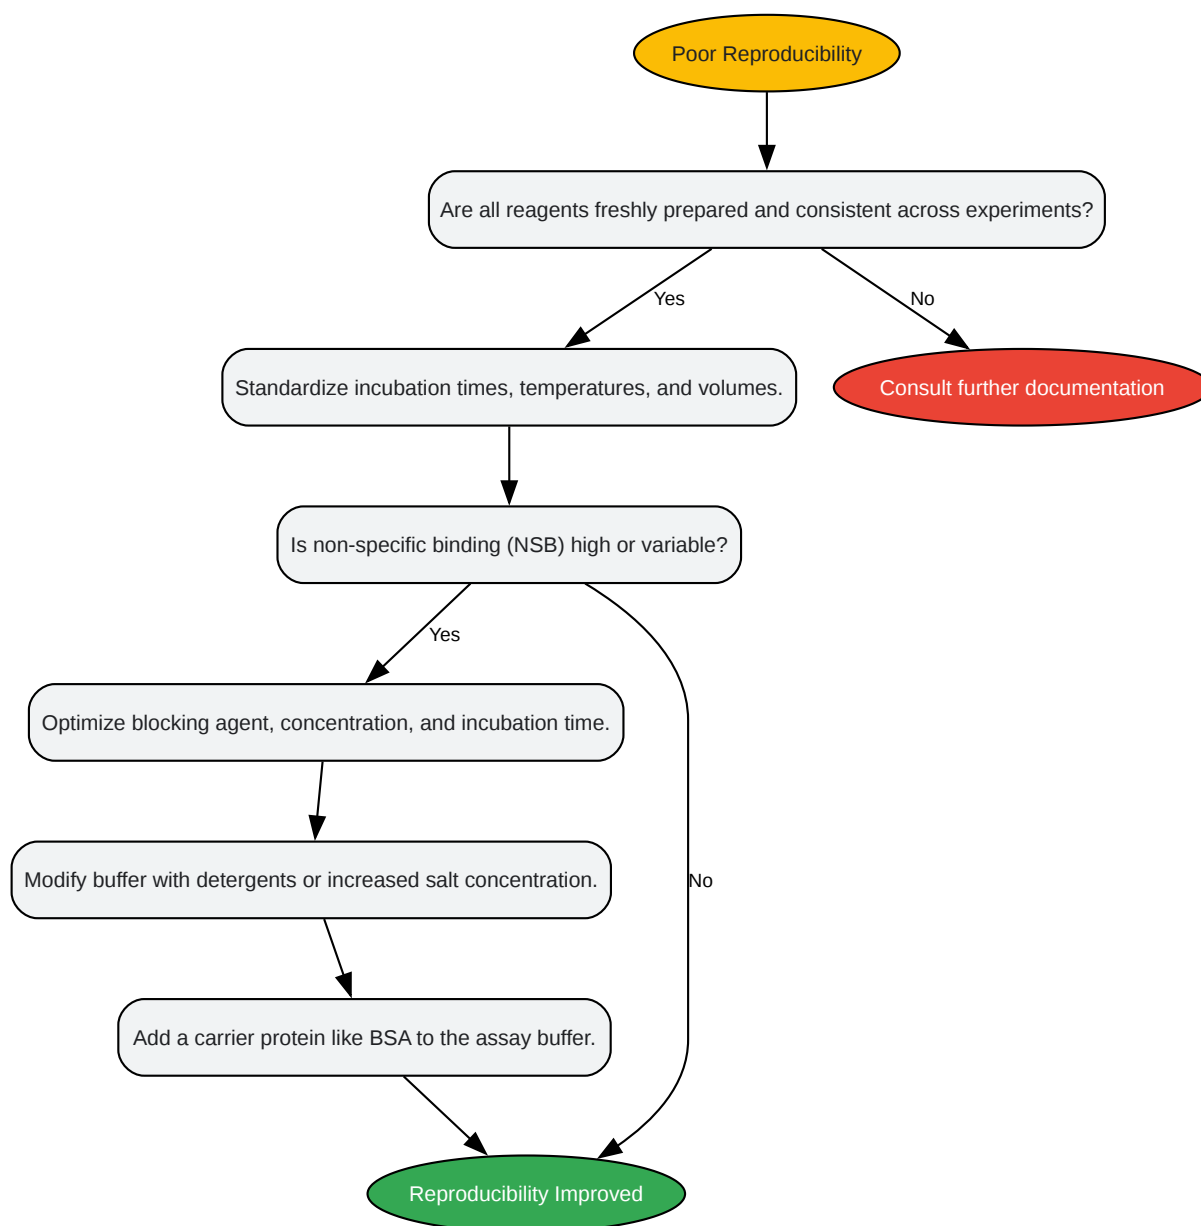 Poor Reproducibility
Are all reagents freshly prepared and consistent across experiments?
Yes
No
Standardize incubation times, temperatures, and volumes.
Consult further documentation
Is non-specific binding (NSB) high or variable?
Yes
Optimize blocking agent, concentration, and incubation time.
Modify buffer with detergents or increased salt concentration.
No
Add a carrier protein like BSA to the assay buffer.
Reproducibility Improved